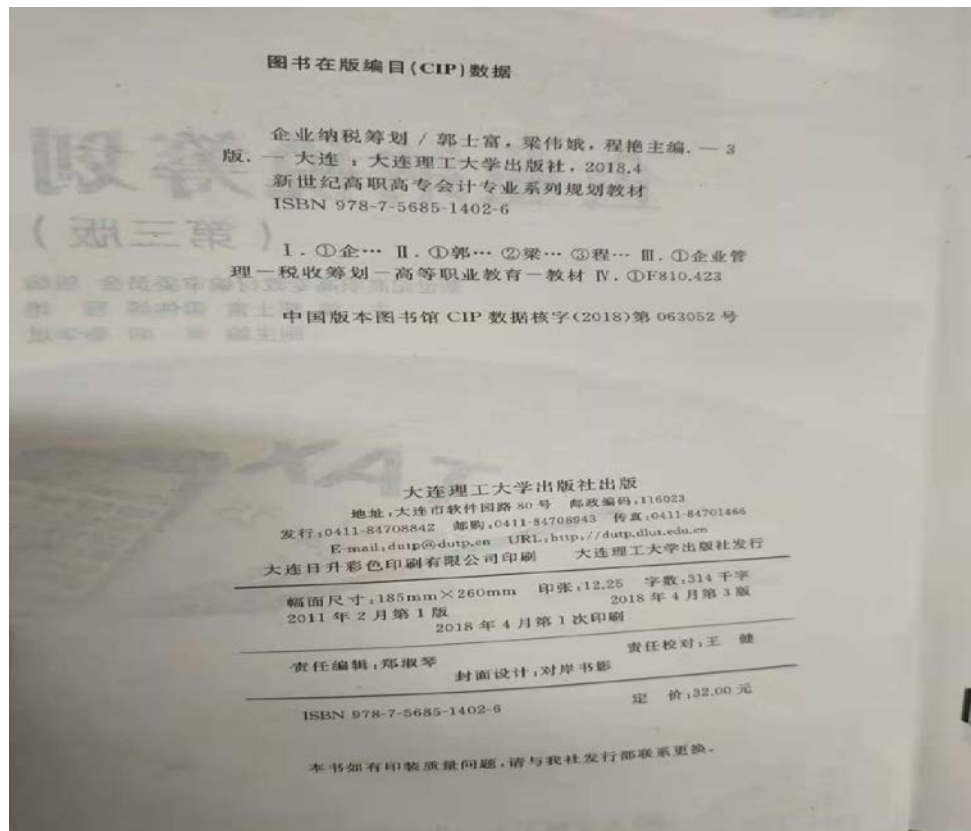 图书在版编目(CIP)数据
企业纳税筹划 / 郭士富，梁伟娥，程艳主编. — 3
版. — 大连：大连理工大学出版社，2018.4
新世纪高职高专会计专业系列规划教材
ISBN 978-7-5685-1402-6
Ⅰ. ①企… Ⅱ. ①郭… ②梁… ③程… Ⅲ. ①企业管
理－税收筹划－高等职业教育－教材 Ⅳ. ①F810.423
中国版本图书馆 CIP 数据核字(2018)第 063052 号
大连理工大学出版社出版
地址:大连市软件园路 80 号 邮政编码:116023
发行:0411-84708842 邮购:0411-84708943 传真:0411-84701466
E-mail:dutp@dutp.cn URL:http://dutp.dlut.edu.cn
大连日升彩色印刷有限公司印刷 大连理工大学出版社发行
幅面尺寸:185mm×260mm 印张:12.25 字数:314 千字
2011 年 2 月第 1 版 2018 年 4 月第 3 版
2018 年 4 月第 1 次印刷
责任编辑:郑淑琴 责任校对:王 健
封面设计:对岸书影
ISBN 978-7-5685-1402-6 定 价:32.00 元
本书如有印装质量问题,请与我社发行部联系更换。